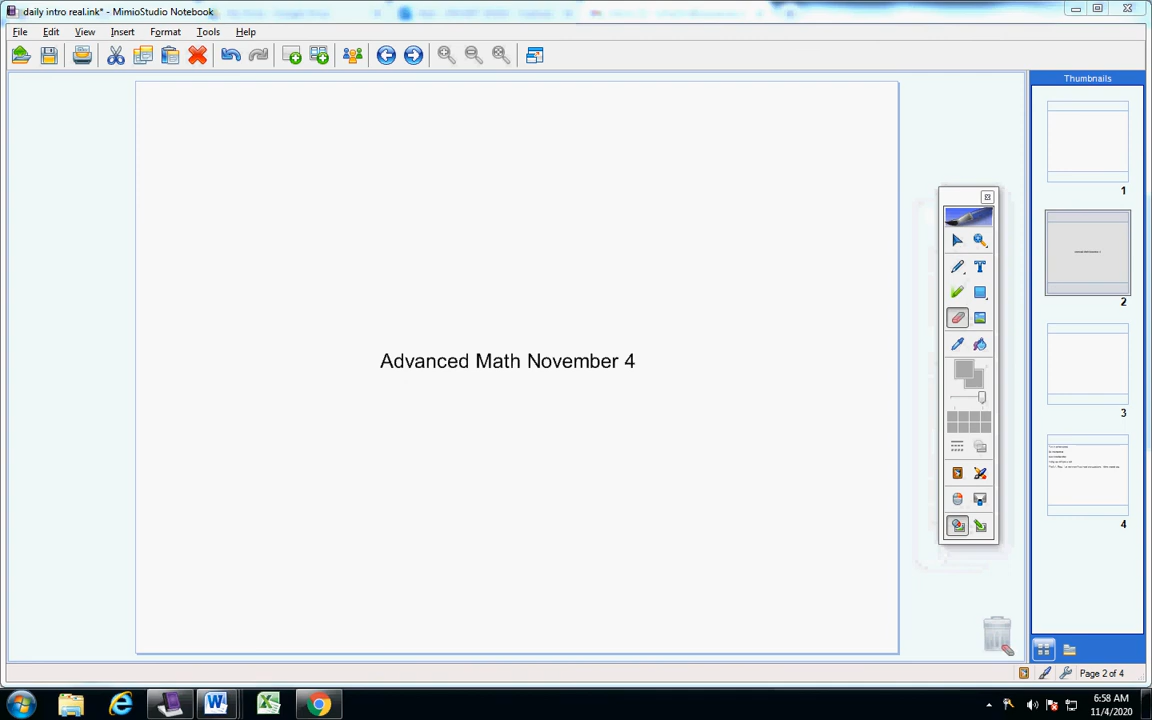 daily intro real.ink* - MimioStudio Notebook
File Edit View Insert Format Tools Help
Thumbnails
1
Advanced Math November 4
2
3
4
Page 2 of 4
6:58 AM
11/4/2020